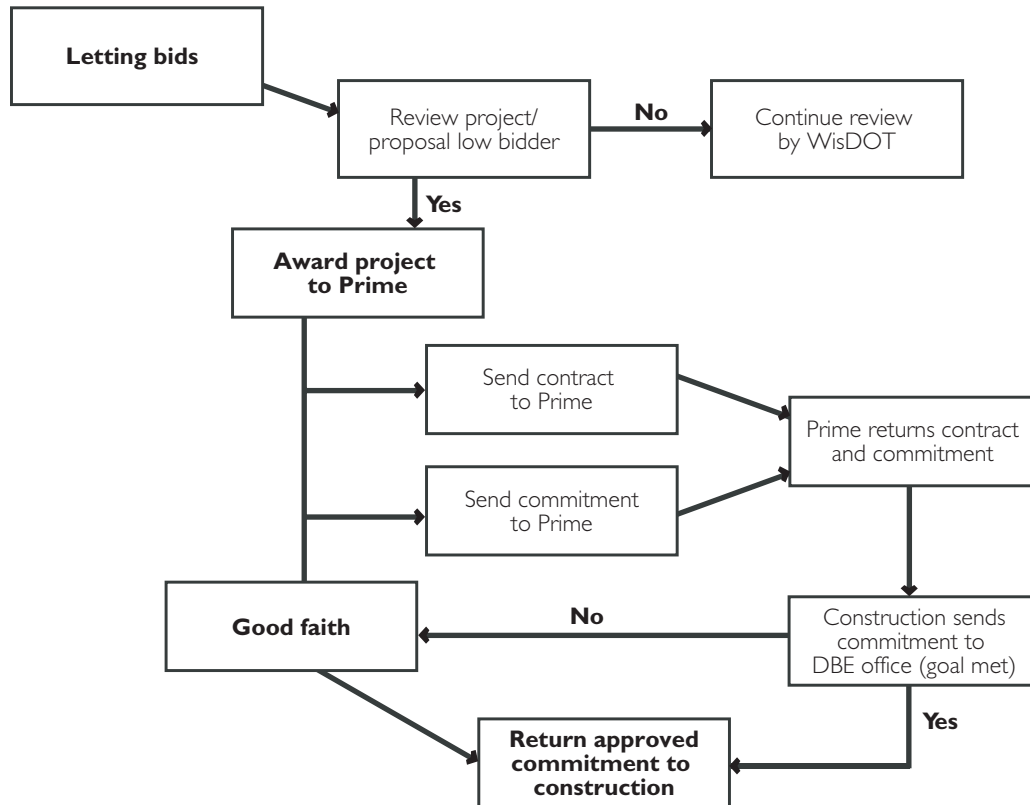 Letting bids
Review project/
proposal low bidder
No
Continue review
by WisDOT
Yes
Award project
to Prime
Send contract
to Prime
Prime returns contract
and commitment
Send commitment
to Prime
Good faith
No
Construction sends
commitment to
DBE office (goal met)
Yes
Return approved
commitment to
construction